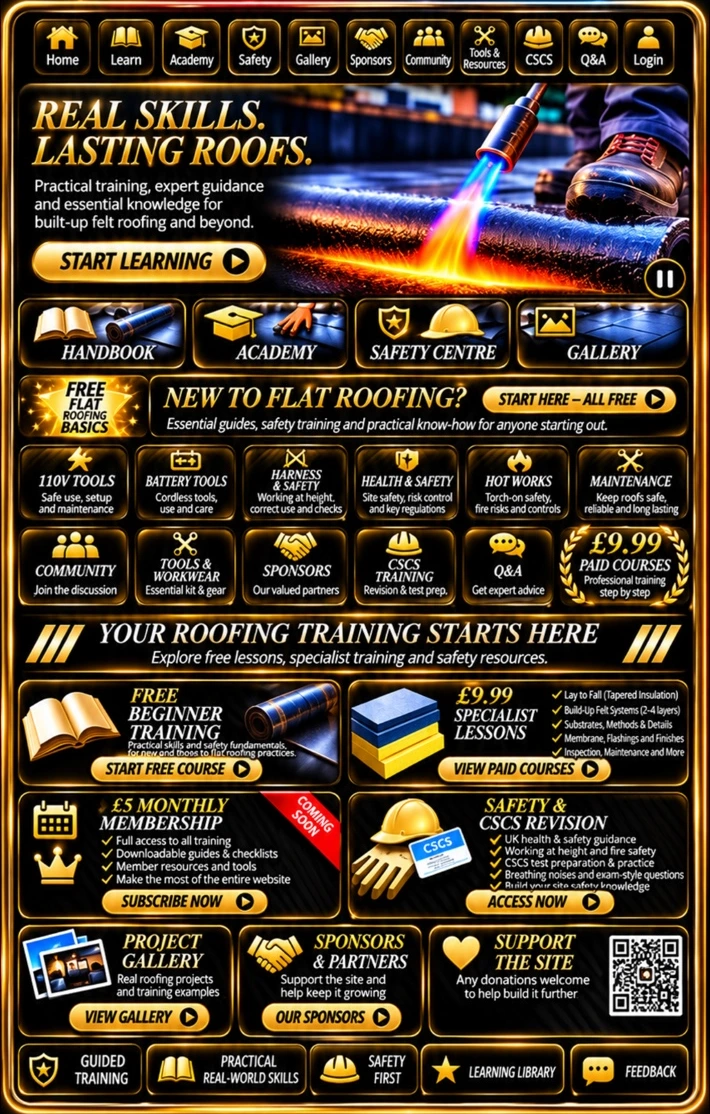 Home
Learn
Academy
Safety
Gallery
Sponsors
Community
Tools &
Resources
CSCS
Q&A
Login
REAL SKILLS.
LASTING ROOFS.
Practical training, expert guidance
and essential knowledge for
built-up felt roofing and beyond.
START LEARNING
HANDBOOK
ACADEMY
SAFETY CENTRE
GALLERY
FREE
FLAT
ROOFING
BASICS
NEW TO FLAT ROOFING?
START HERE – ALL FREE
Essential guides, safety training and practical know-how for anyone starting out.
110V TOOLS
Safe use, setup
and maintenance
BATTERY TOOLS
Cordless tools,
use and care
HARNESS
& SAFETY
Working at height,
correct use and checks
HEALTH & SAFETY
Site safety, risk control
and key regulations
HOT WORKS
Torch-on safety,
fire risks and controls
MAINTENANCE
Keep roofs safe,
reliable and long lasting
COMMUNITY
Join the discussion
TOOLS &
WORKWEAR
Essential kit & gear
SPONSORS
Our valued partners
CSCS
TRAINING
Revision & test prep.
Q&A
Get expert advice
£9.99
PAID COURSES
Professional training
step by step
YOUR ROOFING TRAINING STARTS HERE
Explore free lessons, specialist training and safety resources.
FREE
BEGINNER
TRAINING
Practical skills and safety fundamentals,
for new and thoos to flat roofing practices.
START FREE COURSE
£9.99
SPECIALIST
LESSONS
Lay to Fall (Tapered Insulation)
Build-Up Felt Systems (2-4 layers)
Substrates, Methods & Details
Membrane, Flashings and Finishes
Inspection, Maintenance and More
VIEW PAID COURSES
£5 MONTHLY
MEMBERSHIP
COMING
SOON
Full access to all training
Downloadable guides & checklists
Member resources and tools
Make the most of the entire website
SUBSCRIBE NOW
SAFETY &
CSCS REVISION
CSCS
UK health & safety guidance
Working at height and fire safety
CSCS test preparation & practice
Breathing noises and exam-style questions
Build your site safety knowledge
ACCESS NOW
PROJECT
GALLERY
Real roofing projects
and training examples
VIEW GALLERY
SPONSORS
& PARTNERS
Support the site and
help keep it growing
OUR SPONSORS
SUPPORT
THE SITE
Any donations welcome
to help build it further
GUIDED
TRAINING
PRACTICAL
REAL-WORLD SKILLS
SAFETY
FIRST
LEARNING LIBRARY
FEEDBACK